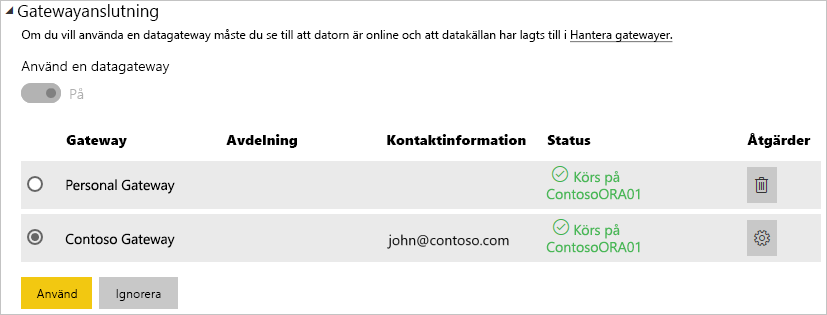 Gatewayanslutning
Om du vill använda en datagateway måste du se till att datorn är online och att datakällan har lagts till i Hantera gatewayer.
Använd en datagateway
På
Gateway Avdelning Kontaktinformation Status Åtgärder
Personal Gateway Körs på
ContosoORA01
Contoso Gateway john@contoso.com Körs på
ContosoORA01
Använd Ignorera